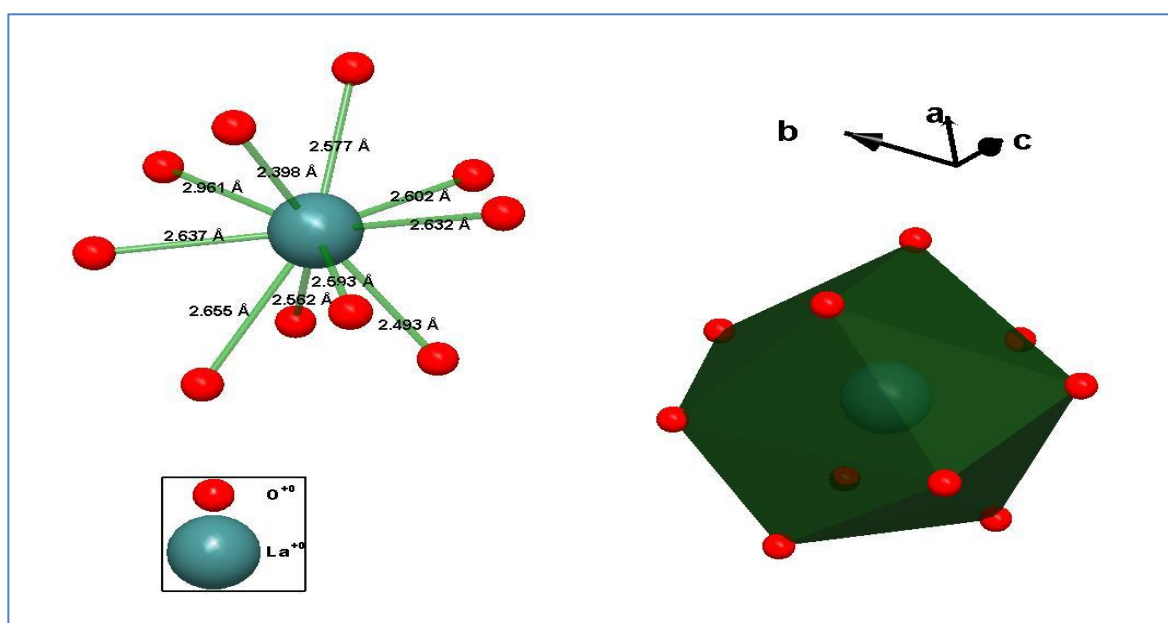 2.577 Å
2.398 Å
2.961 Å
2.602 Å
2.632 Å
2.637 Å
2.593 Å
2.562 Å
2.655 Å
2.493 Å
a
b
c
O+0
La+0